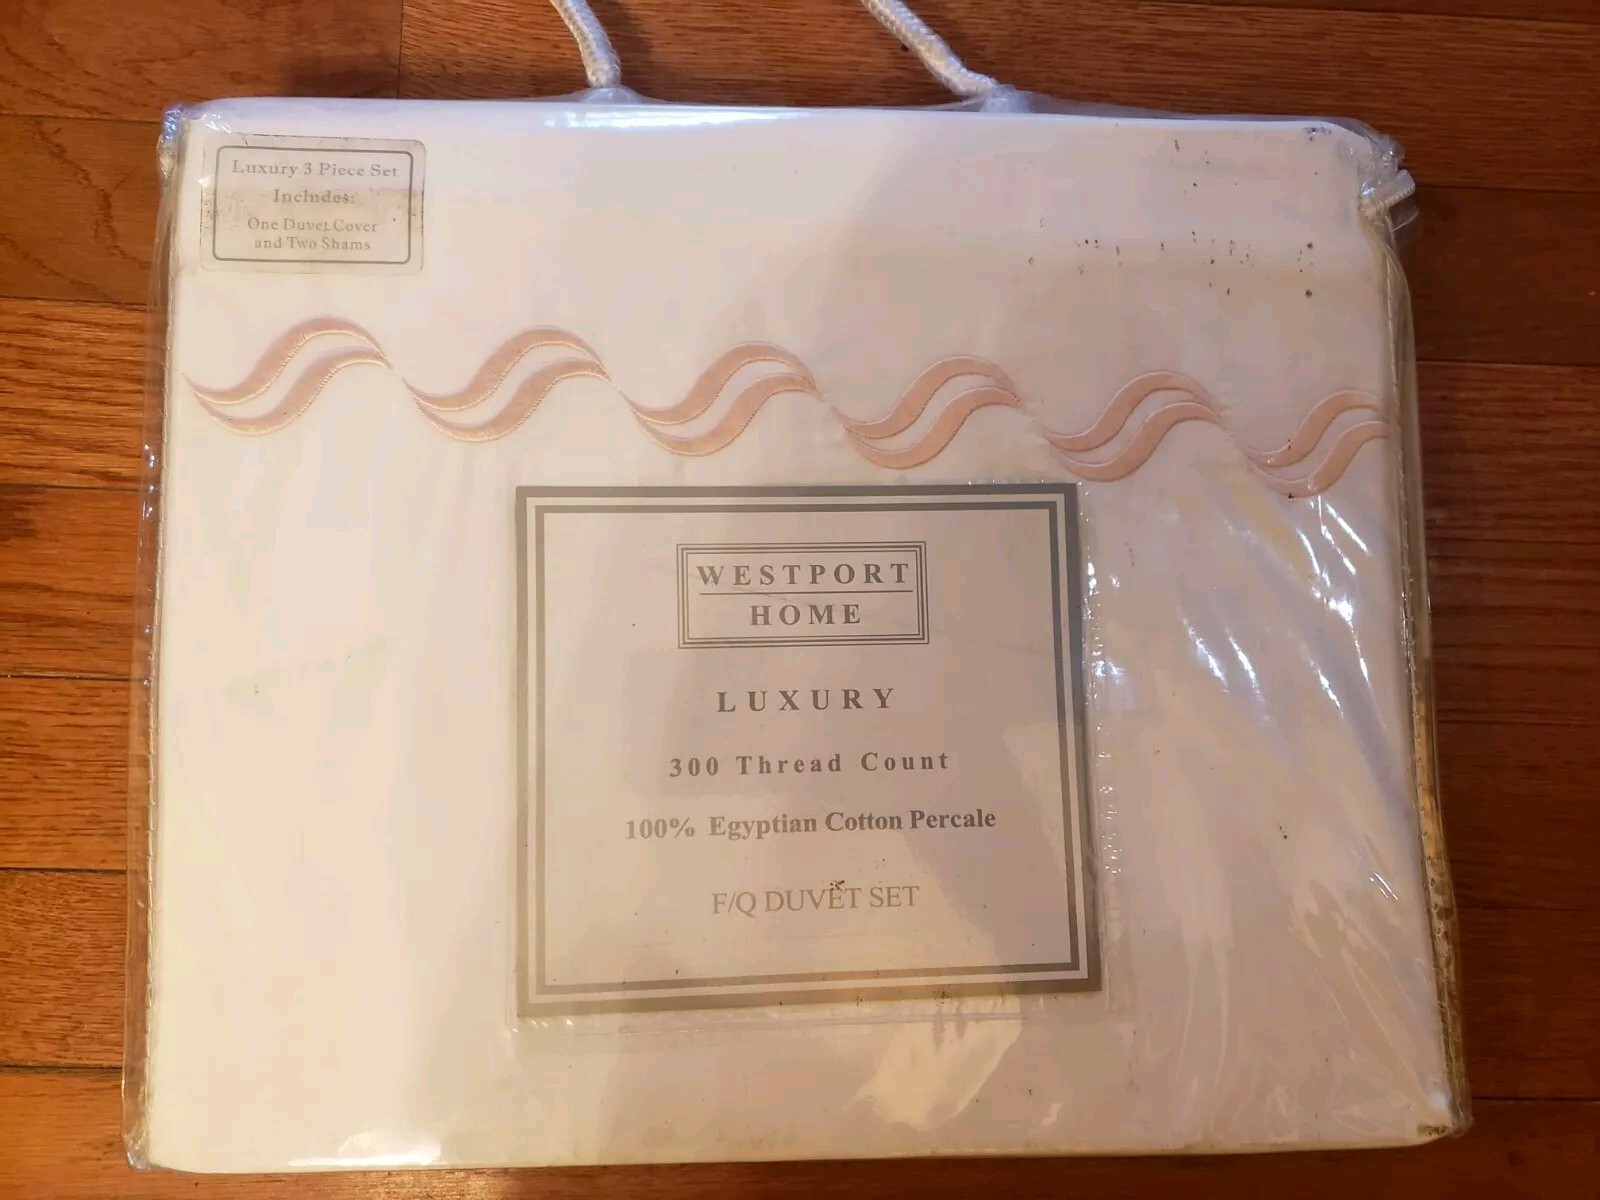 Luxury 3 Piece Set
Includes:
One Duvet Cover
and Two Shams
WESTPORT
HOME
LUXURY
300 Thread Count
100% Egyptian Cotton Percale
F/Q DUVET SET